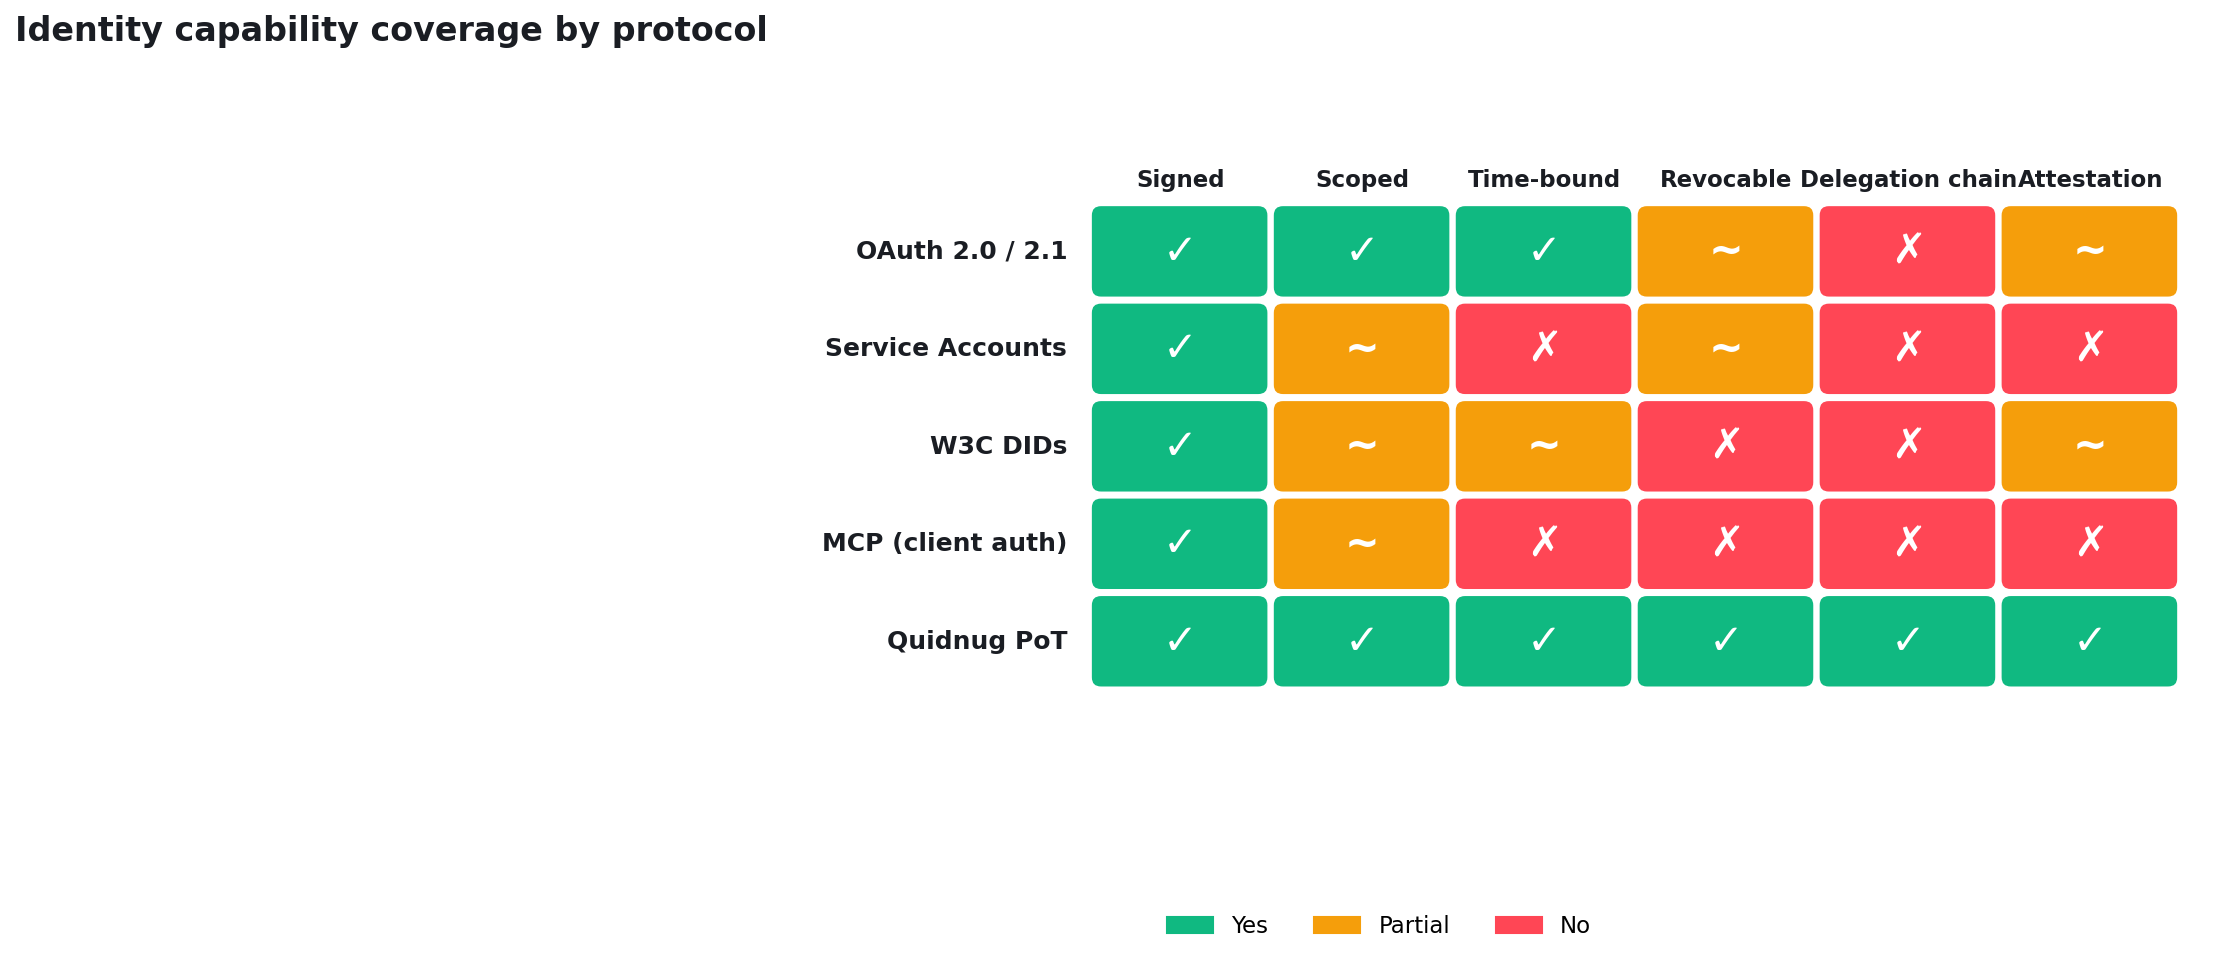 Identity capability coverage by protocol
Signed Scoped Time-bound Revocable Delegation chain Attestation
OAuth 2.0 / 2.1 ✓ ✓ ✓ ~ ✗ ~
Service Accounts ✓ ~ ✗ ~ ✗ ✗
W3C DIDs ✓ ~ ~ ✗ ✗ ~
MCP (client auth) ✓ ~ ✗ ✗ ✗ ✗
Quidnug PoT ✓ ✓ ✓ ✓ ✓ ✓
Yes Partial No